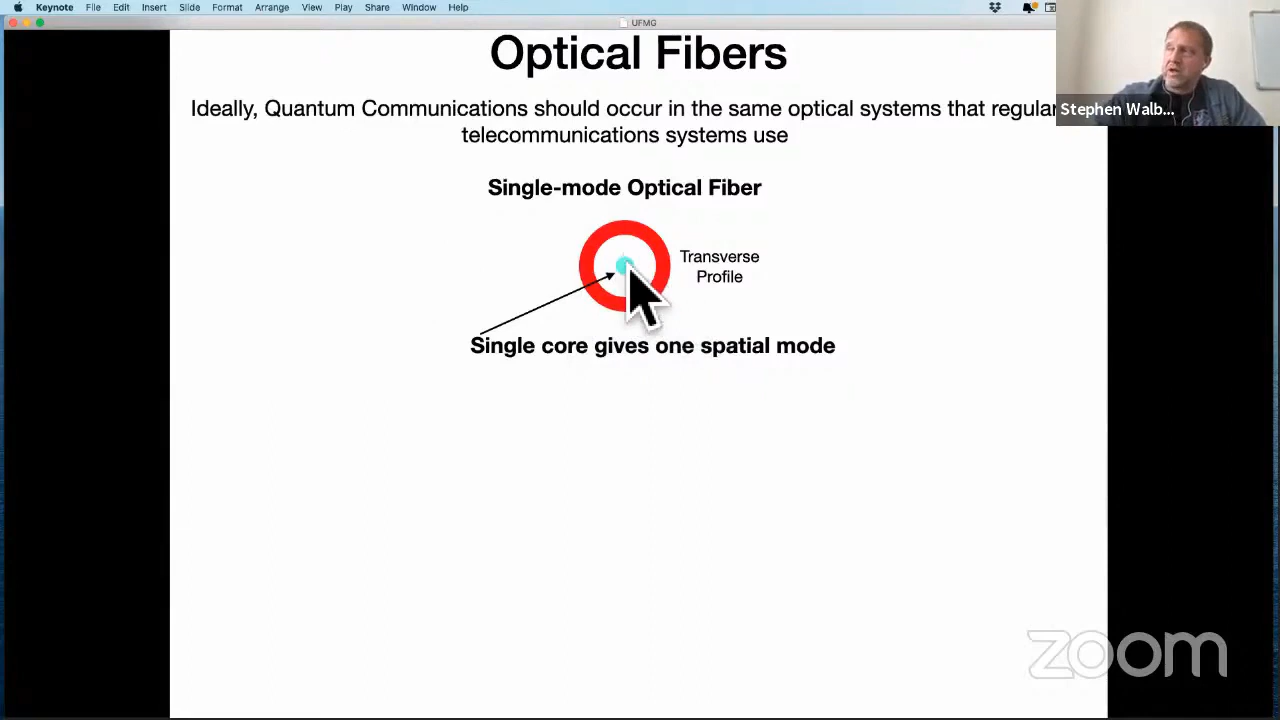 Keynote File Edit Insert Slide Format Arrange View Play Share Window Help
UFMG
Optical Fibers
Ideally, Quantum Communications should occur in the same optical systems that regular
telecommunications systems use
Stephen Walb...
Single-mode Optical Fiber
Transverse
Profile
Single core gives one spatial mode
zoom